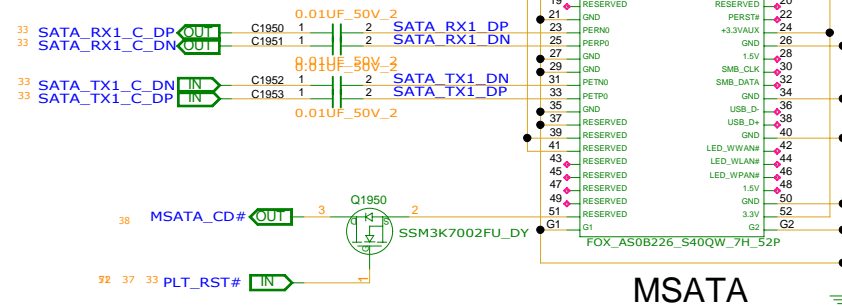 19 RESERVED RESERVED 20
0.01UF_50V_2 21 GND PERST# 22
33 SATA_RX1_C_DP OUT C1950 1 2 SATA_RX1_DP 23 PERN0 +3.3VAUX 24
33 SATA_RX1_C_DN OUT C1951 1 2 SATA_RX1_DN 25 PERP0 GND 26
0.01UF_50V_2 27 GND 1.5V 28
0.01UF_50V_2 29 GND SMB_CLK 30
33 SATA_TX1_C_DN IN C1952 1 2 SATA_TX1_DN 31 PETN0 SMB_DATA 32
33 SATA_TX1_C_DP IN C1953 1 2 SATA_TX1_DP 33 PETP0 GND 34
0.01UF_50V_2 35 GND USB_D- 36
37 RESERVED USB_D+ 38
39 RESERVED GND 40
41 RESERVED LED_WWAN# 42
43 RESERVED LED_WLAN# 44
45 RESERVED LED_WPAN# 46
47 RESERVED 1.5V 48
49 RESERVED GND 50
Q1950
38 MSATA_CD# OUT 3 D S 2 51 RESERVED 3.3V 52
G1 G1 G2 G2
SSM3K7002FU_DY
G
FOX_AS0B226_S40QW_7H_52P
37 33 PLT_RST# IN 1
MSATA